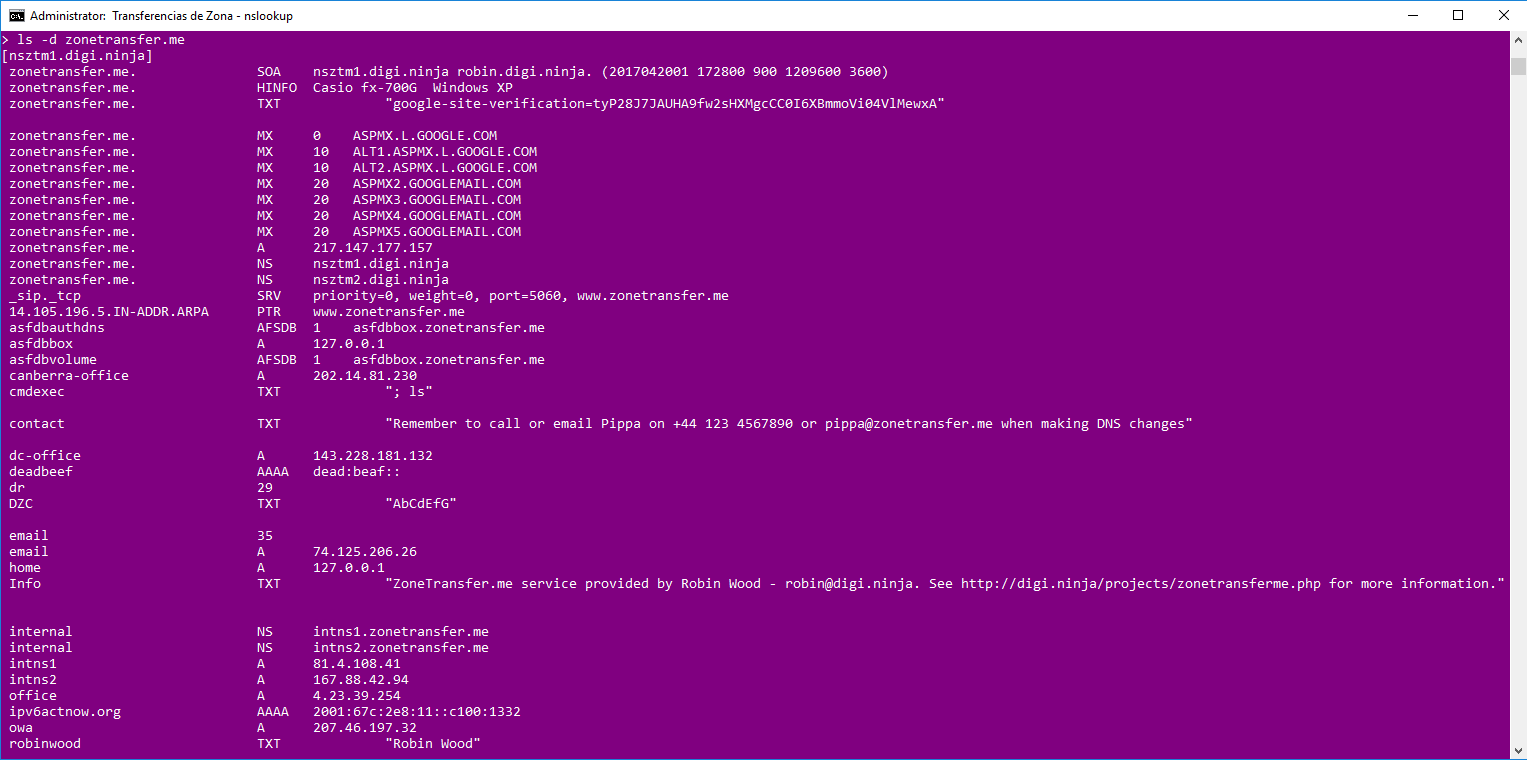 Administrator: Transferencias de Zona - nslookup
> ls -d zonetransfer.me
[nsztm1.digi.ninja]
zonetransfer.me. SOA nsztm1.digi.ninja robin.digi.ninja. (2017042001 172800 900 1209600 3600)
zonetransfer.me. HINFO Casio fx-700G Windows XP
zonetransfer.me. TXT "google-site-verification=tyP28J7JAUHA9fw2sHXMgcCC0I6XBmmoVi04VlMewxA"
zonetransfer.me. MX 0 ASPMX.L.GOOGLE.COM
zonetransfer.me. MX 10 ALT1.ASPMX.L.GOOGLE.COM
zonetransfer.me. MX 10 ALT2.ASPMX.L.GOOGLE.COM
zonetransfer.me. MX 20 ASPMX2.GOOGLEMAIL.COM
zonetransfer.me. MX 20 ASPMX3.GOOGLEMAIL.COM
zonetransfer.me. MX 20 ASPMX4.GOOGLEMAIL.COM
zonetransfer.me. MX 20 ASPMX5.GOOGLEMAIL.COM
zonetransfer.me. A 217.147.177.157
zonetransfer.me. NS nsztm1.digi.ninja
zonetransfer.me. NS nsztm2.digi.ninja
_sip._tcp SRV priority=0, weight=0, port=5060, www.zonetransfer.me
14.105.196.5.IN-ADDR.ARPA PTR www.zonetransfer.me
asfdbauthdns AFSDB 1 asfdbbox.zonetransfer.me
asfdbbox A 127.0.0.1
asfdbvolume AFSDB 1 asfdbbox.zonetransfer.me
canberra-office A 202.14.81.230
cmdexec TXT "; ls"
contact TXT "Remember to call or email Pippa on +44 123 4567890 or pippa@zonetransfer.me when making DNS changes"
dc-office A 143.228.181.132
deadbeef AAAA dead:beaf::
dr 29
DZC TXT "AbCdEfG"
email 35
email A 74.125.206.26
home A 127.0.0.1
Info TXT "ZoneTransfer.me service provided by Robin Wood - robin@digi.ninja. See http://digi.ninja/projects/zonetransferme.php for more information."
internal NS intns1.zonetransfer.me
internal NS intns2.zonetransfer.me
intns1 A 81.4.108.41
intns2 A 167.88.42.94
office A 4.23.39.254
ipv6actnow.org AAAA 2001:67c:2e8:11::c100:1332
owa A 207.46.197.32
robinwood TXT "Robin Wood"